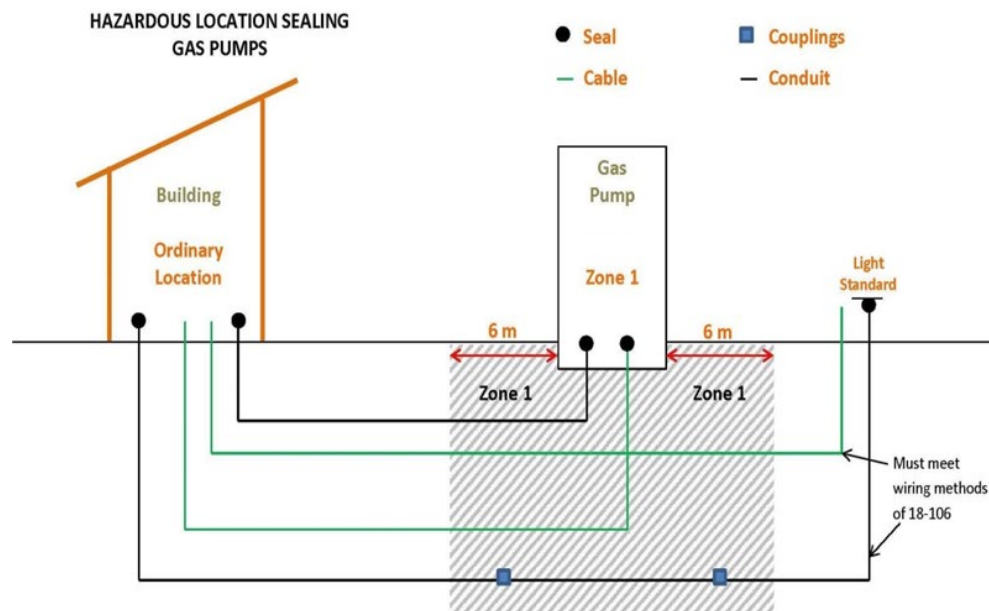 HAZARDOUS LOCATION SEALING
GAS PUMPS
Seal
Couplings
Cable
Conduit
Building
Ordinary
Location
Gas
Pump
Zone 1
Light
Standard
6 m
6 m
Zone 1
Zone 1
Must meet
wiring methods
of 18-106